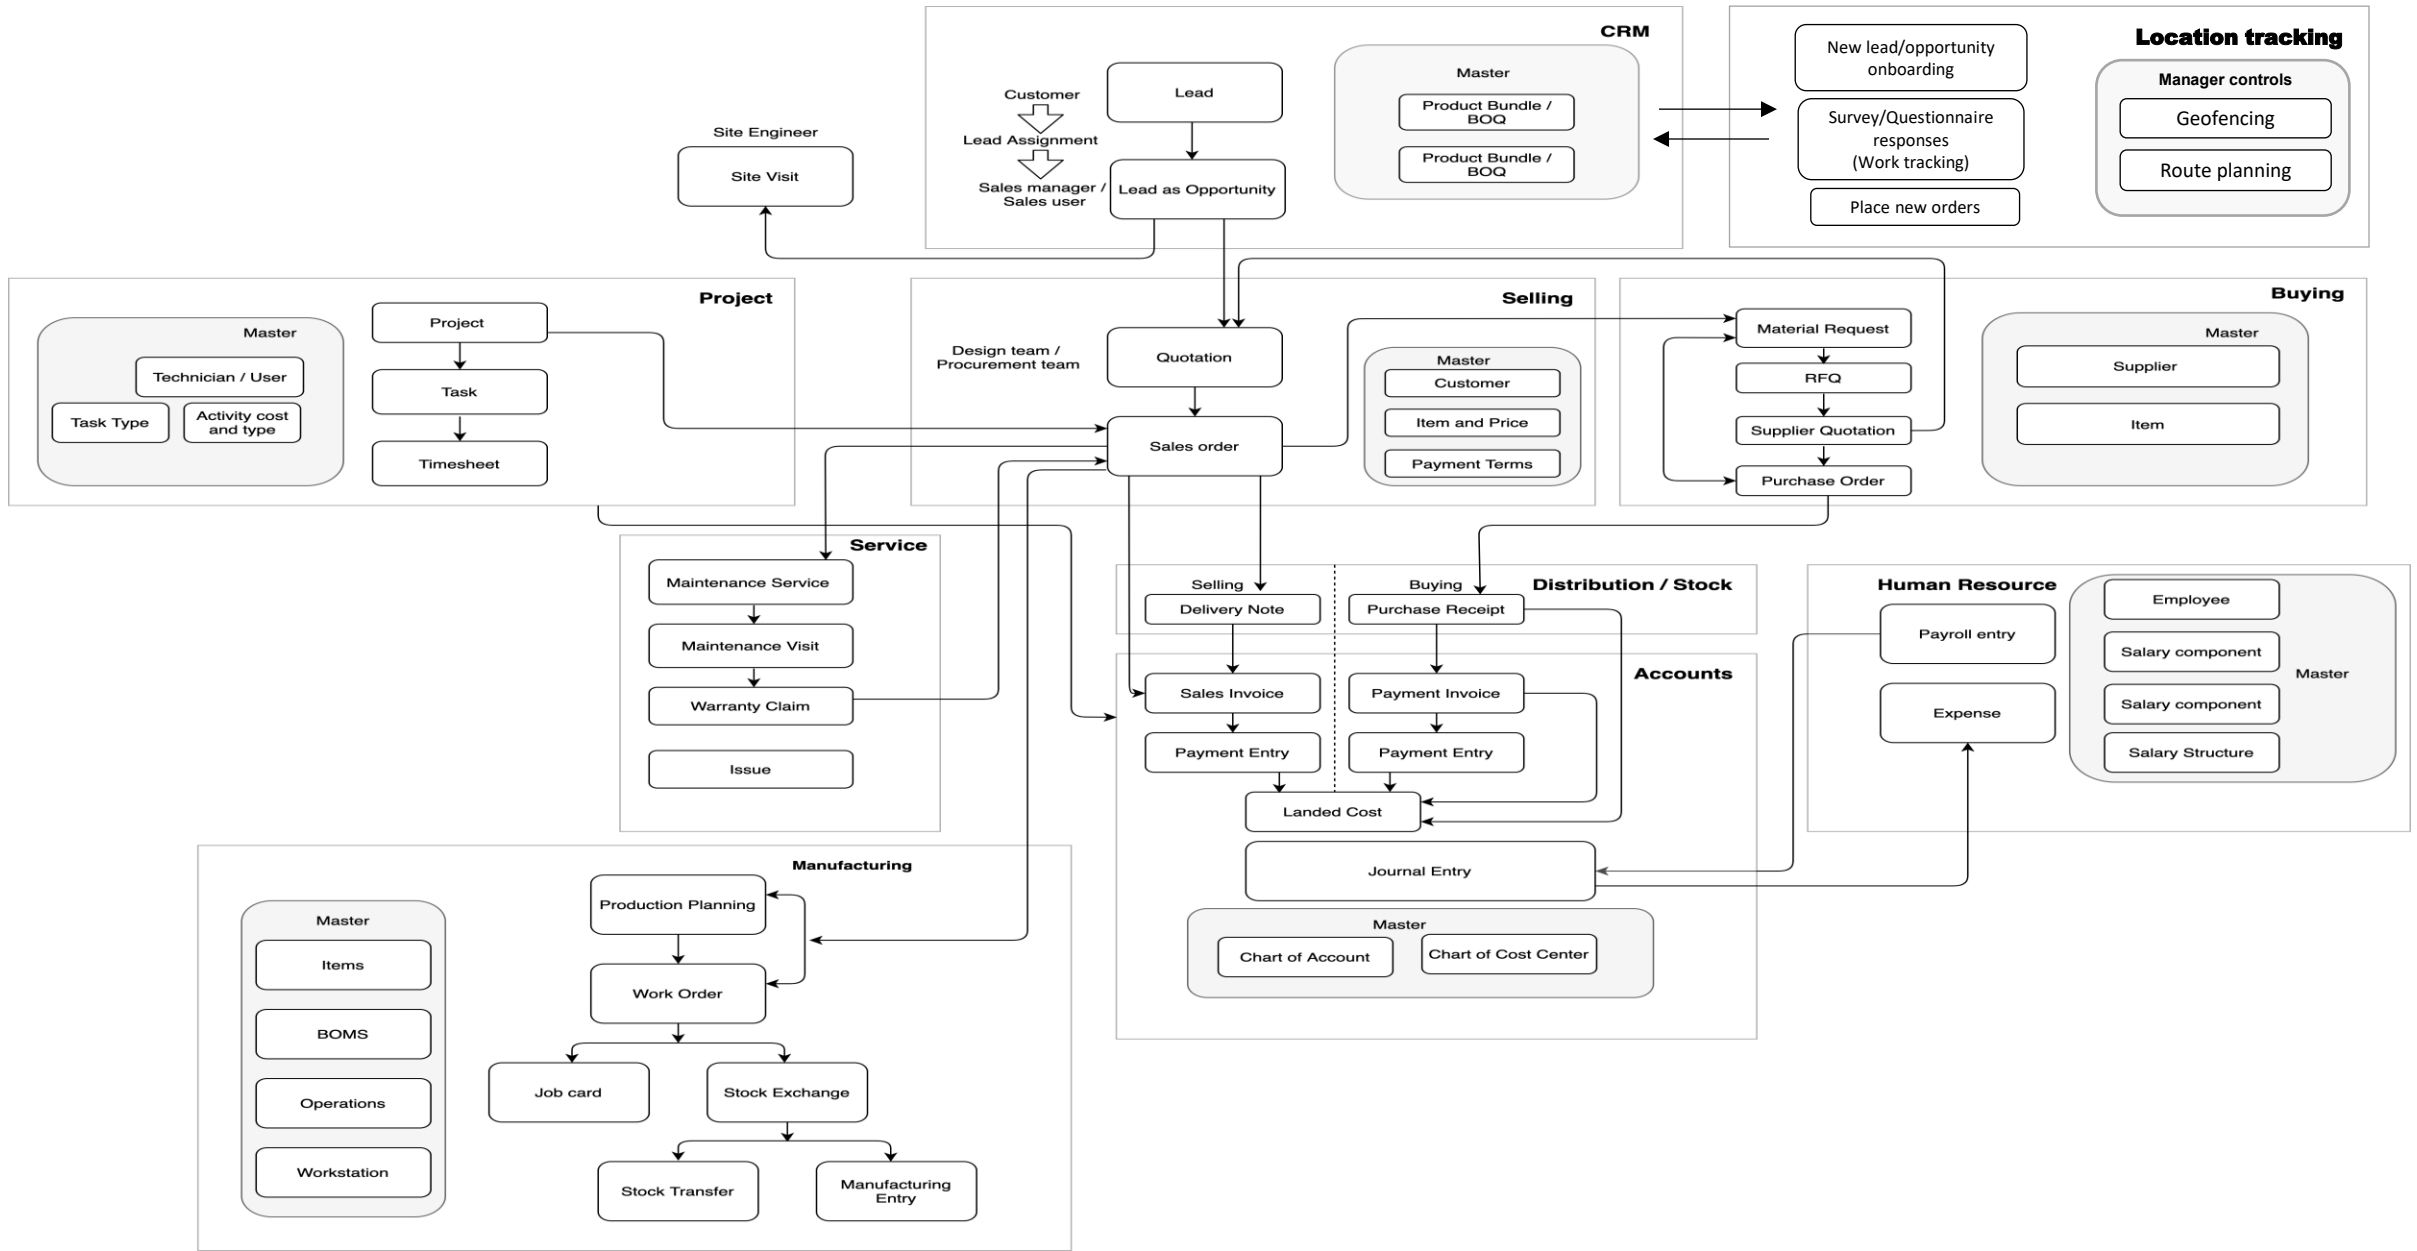 CRM
Customer
Lead Assignment
Sales manager /
Sales user
Lead
Lead as Opportunity
Master
Product Bundle /
BOQ
Product Bundle /
BOQ
Location tracking
New lead/opportunity
onboarding
Survey/Questionnaire
responses
(Work tracking)
Place new orders
Manager controls
Geofencing
Route planning
Site Engineer
Site Visit
Project
Master
Technician / User
Task Type
Activity cost
and type
Project
Task
Timesheet
Selling
Design team /
Procurement team
Quotation
Sales order
Master
Customer
Item and Price
Payment Terms
Buying
Material Request
RFQ
Supplier Quotation
Purchase Order
Master
Supplier
Item
Service
Maintenance Service
Maintenance Visit
Warranty Claim
Issue
Distribution / Stock
Selling
Delivery Note
Buying
Purchase Receipt
Accounts
Sales Invoice
Payment Entry
Payment Invoice
Payment Entry
Landed Cost
Journal Entry
Master
Chart of Account
Chart of Cost Center
Human Resource
Payroll entry
Expense
Master
Employee
Salary component
Salary component
Salary Structure
Manufacturing
Master
Items
BOMS
Operations
Workstation
Production Planning
Work Order
Job card
Stock Exchange
Stock Transfer
Manufacturing
Entry